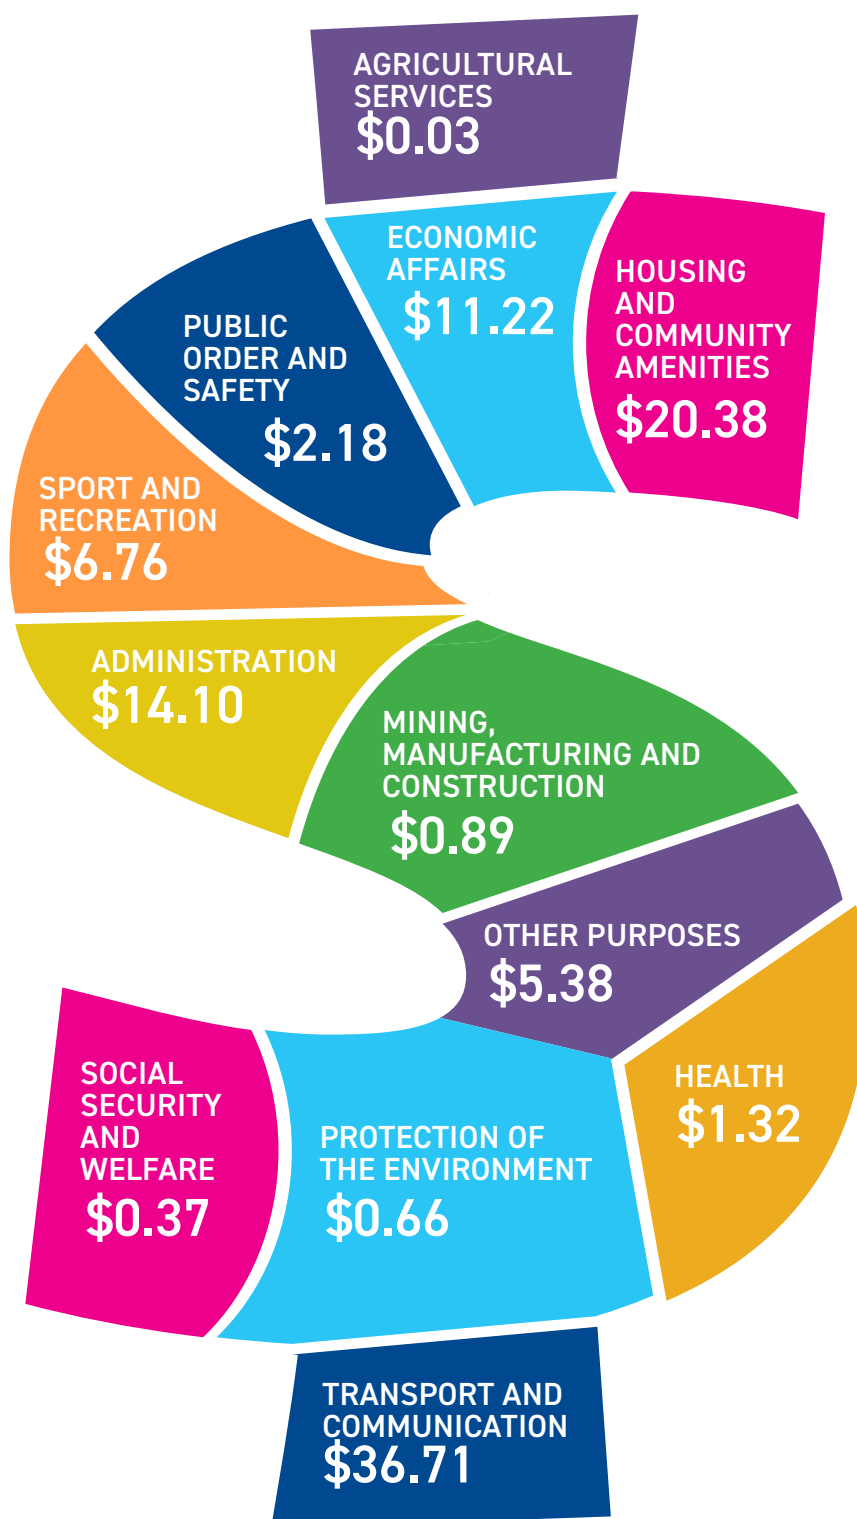 AGRICULTURAL
SERVICES
$0.03
ECONOMIC
AFFAIRS
$11.22
HOUSING
AND
COMMUNITY
AMENITIES
$20.38
PUBLIC
ORDER AND
SAFETY
$2.18
SPORT AND
RECREATION
$6.76
ADMINISTRATION
$14.10
MINING,
MANUFACTURING AND
CONSTRUCTION
$0.89
OTHER PURPOSES
$5.38
HEALTH
$1.32
SOCIAL
SECURITY
AND
WELFARE
$0.37
PROTECTION OF
THE ENVIRONMENT
$0.66
TRANSPORT AND
COMMUNICATION
$36.71